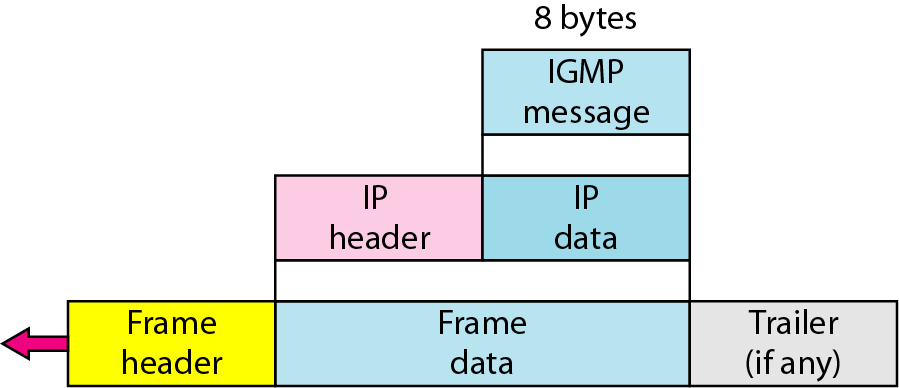 8 bytes
IGMP
message
IP
header
IP
data
Frame
header
Frame
data
Trailer
(if any)